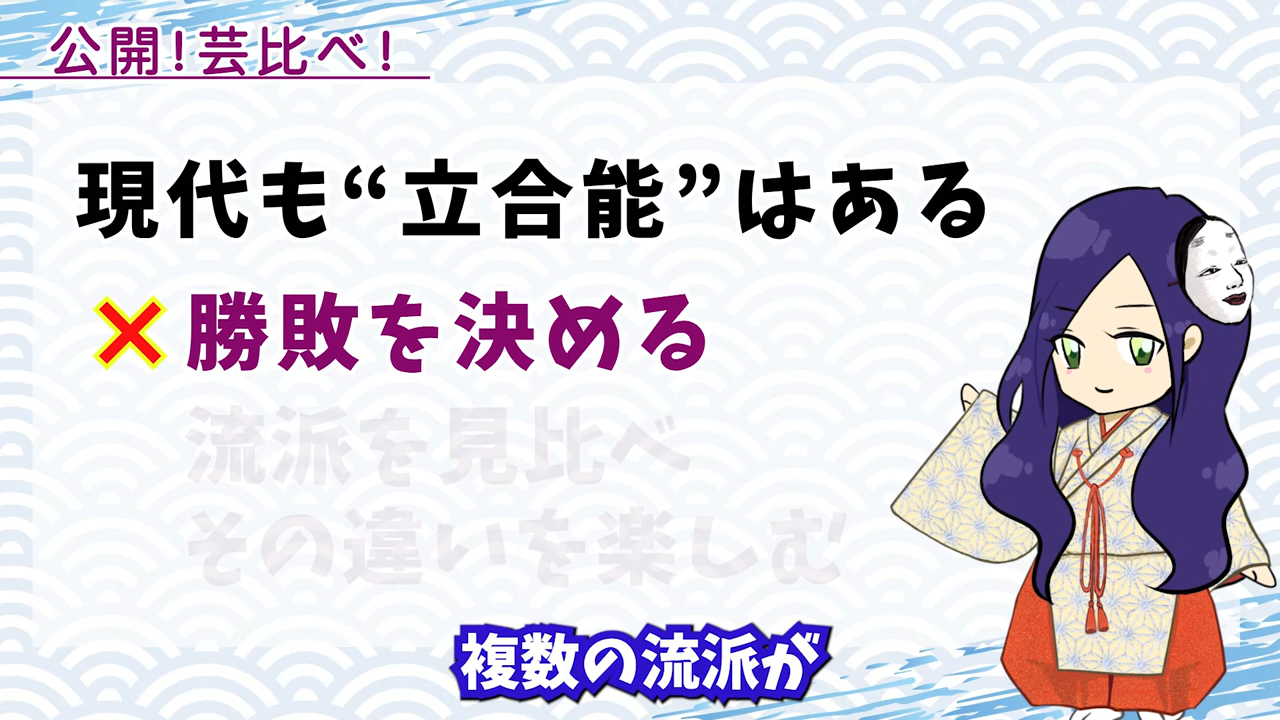 公開!芸比べ!
現代も“立合能”はある
×勝敗を決める
流派を見比べ
その違いを楽しむ
複数の流派が